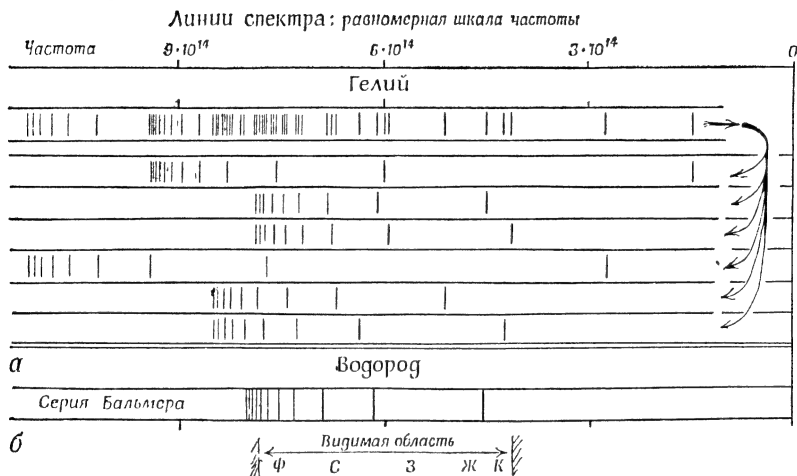 Линии спектра: равномерная шкала частоты
Частота 9·10¹⁴ 6·10¹⁴ 3·10¹⁴ 0
Гелий
а Водород
Серия Бальмера
б Видимая область
Ф С З Ж К